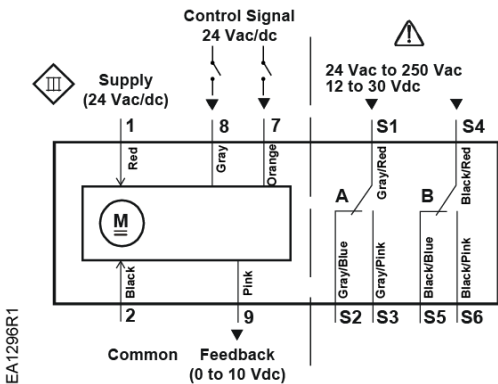 Control Signal
24 Vac/dc
III
Supply
(24 Vac/dc)
24 Vac to 250 Vac
12 to 30 Vdc
1
8
7
S1
S4
Red
Gray
Orange
Gray/Red
Black/Red
A
B
M
Black
Pink
Gray/Blue
Gray/Pink
Black/Blue
Black/Pink
2
9
S2
S3
S5
S6
Common
Feedback
(0 to 10 Vdc)
EA1296R1